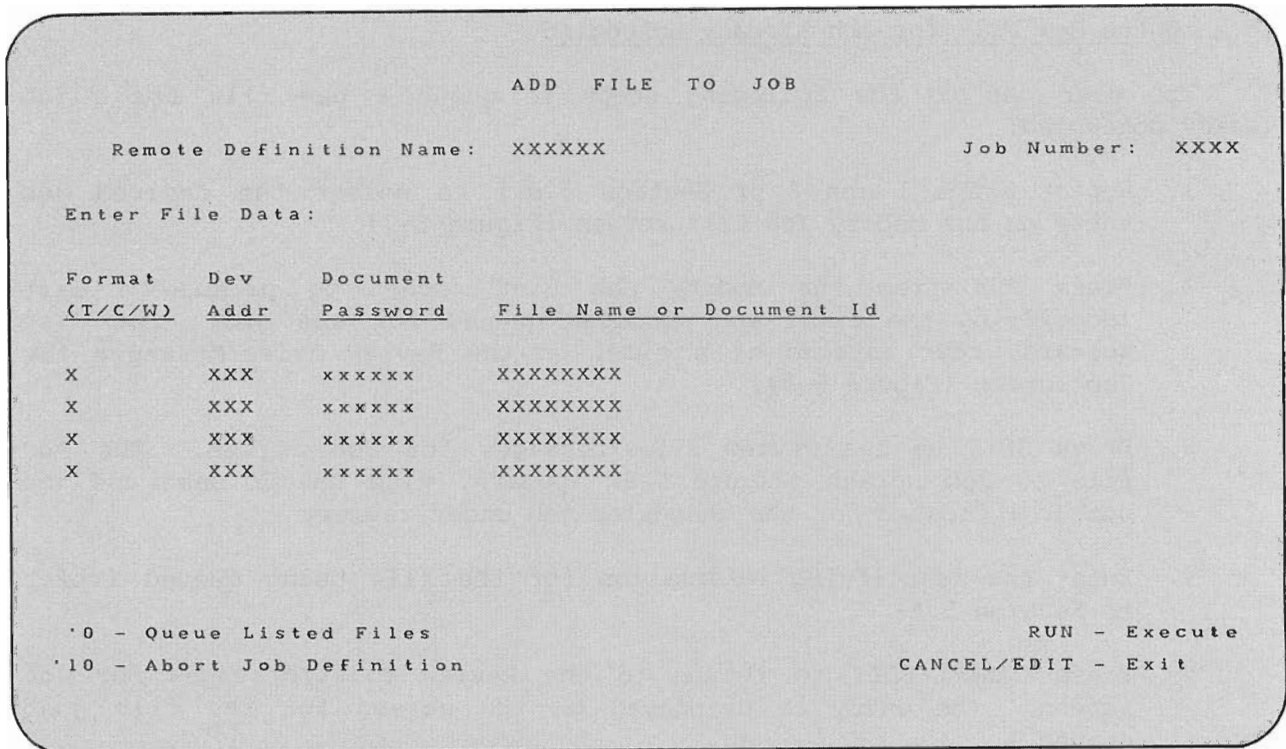 ADD FILE TO JOB
Remote Definition Name: XXXXXX Job Number: XXXX
Enter File Data:
Format Dev Document
(T/C/W) Addr Password File Name or Document Id
X XXX xxxxxx XXXXXXXX
X XXX xxxxxx XXXXXXXX
X XXX xxxxxx XXXXXXXX
X XXX xxxxxx XXXXXXXX
'0 - Queue Listed Files RUN - Execute
'10 - Abort Job Definition CANCEL/EDIT - Exit